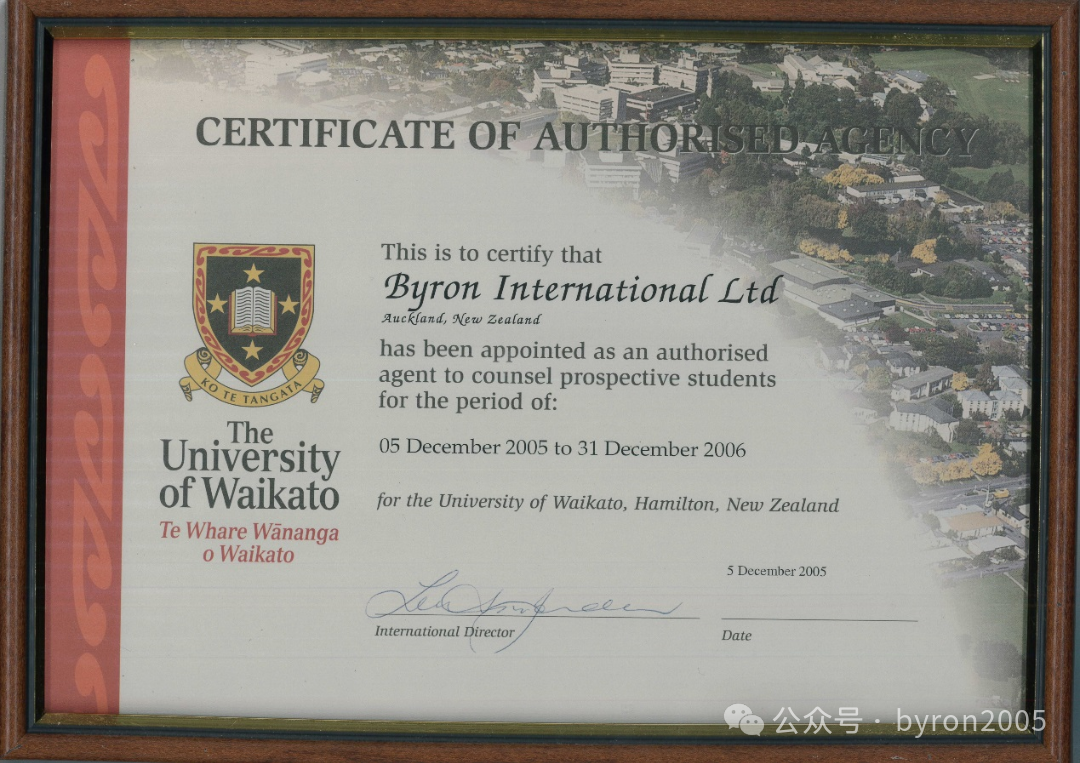 CERTIFICATE OF AUTHORISED AGENCY
This is to certify that
Byron International Ltd
Auckland, New Zealand
has been appointed as an authorised
agent to counsel prospective students
for the period of:
05 December 2005 to 31 December 2006
for the University of Waikato, Hamilton, New Zealand
KO TE TANGATA
The
University
of Waikato
Te Whare Wānanga
o Waikato
5 December 2005
International Director
Date
公众号 · byron2005